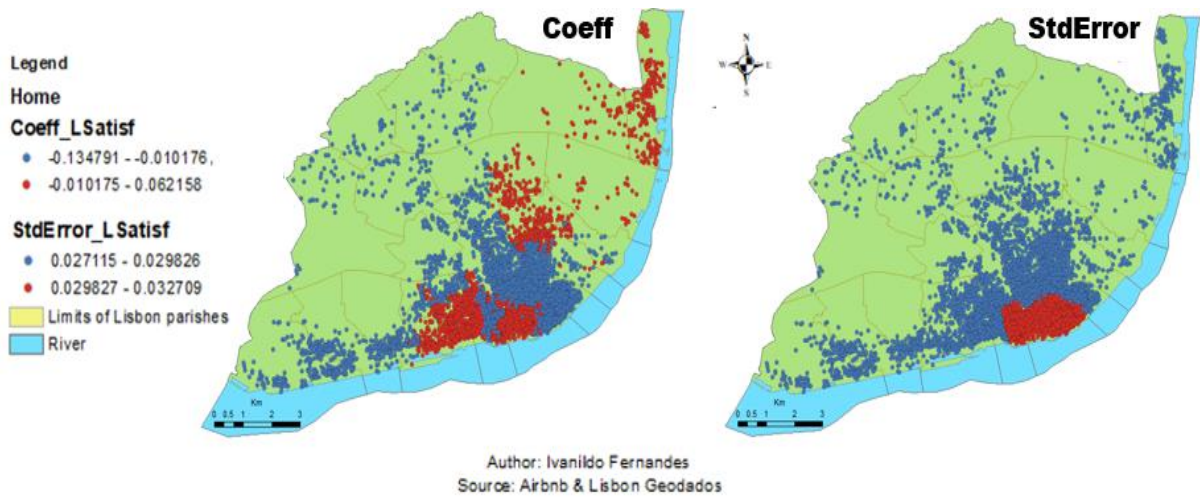 Coeff
StdError
N
W E
S
Legend
Home
Coeff_LSatisf
-0.134791 - -0.010176,
-0.010175 - 0.062158
StdError_LSatisf
0.027115 - 0.029826
0.029827 - 0.032709
Limits of Lisbon parishes
River
Km
0 0.5 1 2 3
Km
0 0.5 1 2 3
Author: Ivanildo Fernandes
Source: Airbnb & Lisbon Geodados